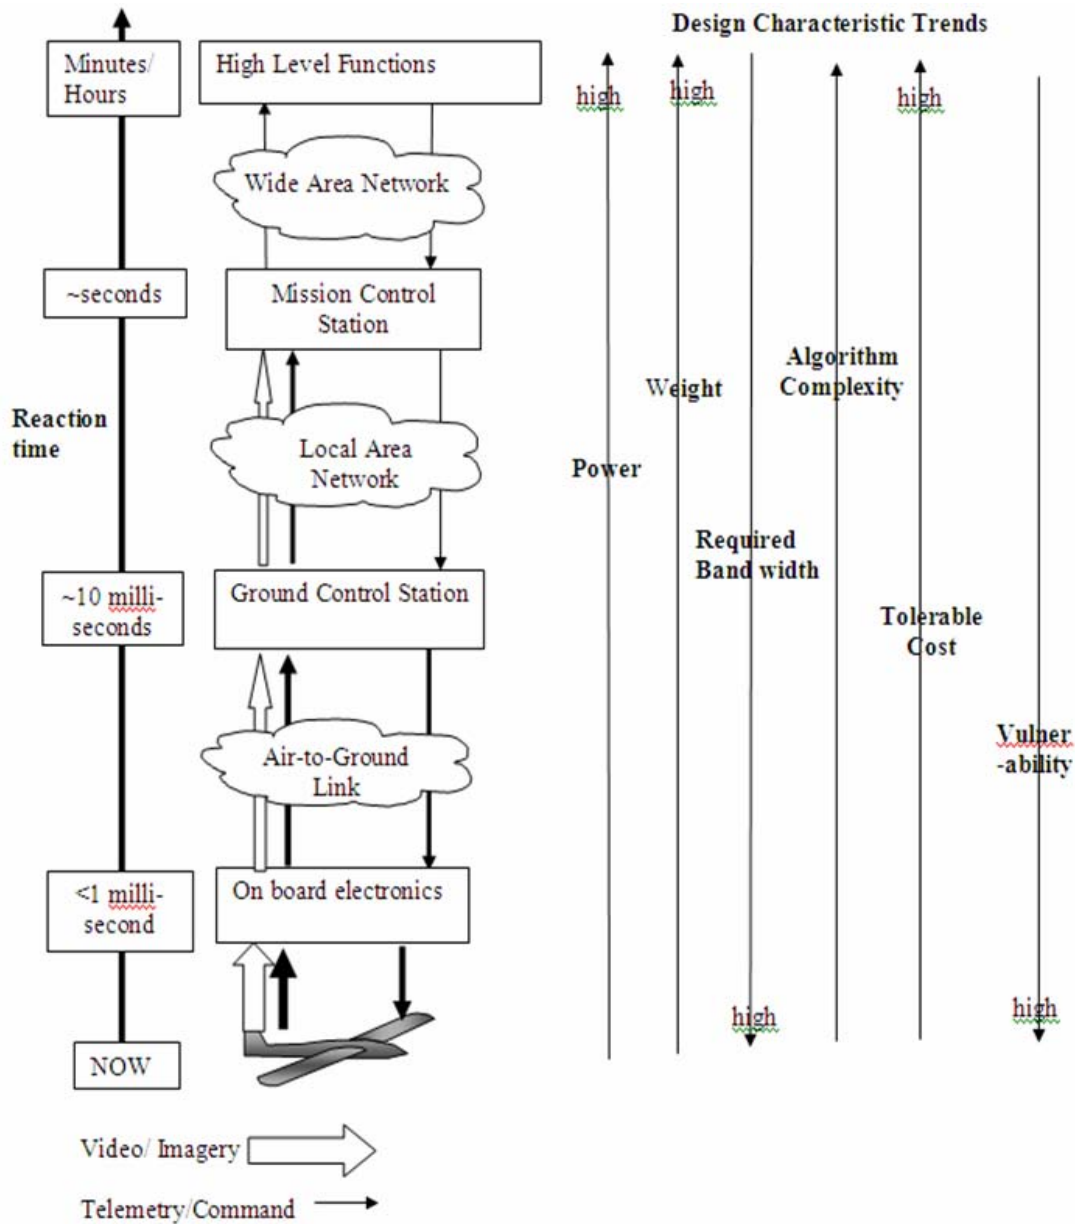 Design Characteristic Trends
Minutes/
Hours
High Level Functions
high
high
high
Wide Area Network
~seconds
Mission Control
Station
Reaction
time
Local Area
Network
Algorithm
Complexity
Weight
Power
Required
Band width
~10 milli-
seconds
Ground Control Station
Tolerable
Cost
Air-to-Ground
Link
Vulner
-ability
<1 milli-
second
On board electronics
high
high
NOW
Video/ Imagery
Telemetry/Command